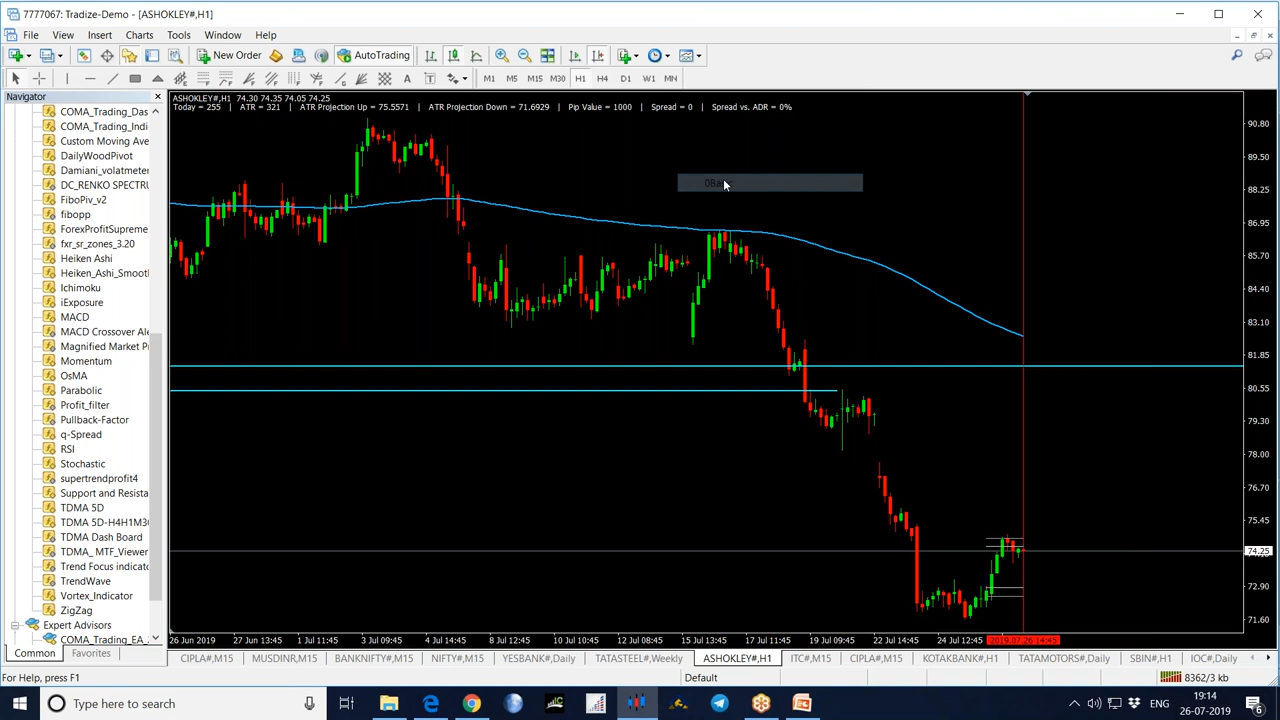 7777067: Tradize-Demo - [ASHOKLEY#,H1]
File View Insert Charts Tools Window Help
New Order AutoTrading
A T M1 M5 M15 M30 H1 H4 D1 W1 MN
Navigator
COMA_Trading_Das
COMA_Trading_Indi
Custom Moving Ave
DailyWoodPivot
Damiani_volatmeter
DC_RENKO SPECTRU
FiboPiv_v2
fibopp
ForexProfitSupreme
fxr_sr_zones_3.20
Heiken Ashi
Heiken_Ashi_Smooth
Ichimoku
iExposure
MACD
MACD Crossover Ale
Magnified Market Pr
Momentum
OsMA
Parabolic
Profit_filter
Pullback-Factor
q-Spread
RSI
Stochastic
supertrendprofit4
Support and Resista
TDMA 5D
TDMA 5D-H4H1M30
TDMA Dash Board
TDMA_ MTF_Viewer
Trend Focus indicato
TrendWave
Vortex_Indicator
ZigZag
Expert Advisors
COMA_Trading_EA_
Common Favorites
ASHOKLEY#,H1 74.30 74.35 74.05 74.25
Today = 255 | ATR = 321 | ATR Projection Up = 75.5571 | ATR Projection Down = 71.6929 | Pip Value = 1000 | Spread = 0 | Spread vs. ADR = 0%
90.80
89.50
88.25
86.95
85.70
84.40
83.10
81.85
80.55
79.30
78.00
76.70
75.45
74.25
72.90
71.60
26 Jun 2019 27 Jun 13:45 1 Jul 11:45 3 Jul 09:45 4 Jul 14:45 8 Jul 12:45 10 Jul 10:45 12 Jul 08:45 15 Jul 13:45 17 Jul 11:45 19 Jul 09:45 22 Jul 14:45 24 Jul 12:45 2019.07.26 14:45
CIPLA#,M15 MUSDINR,M15 BANKNIFTY#,M15 NIFTY#,M15 YESBANK#,Daily TATASTEEL#,Weekly ASHOKLEY#,H1 ITC#,M15 CIPLA#,M15 KOTAKBANK#,H1 TATAMOTORS#,Daily SBIN#,H1 IOC#,Daily
For Help, press F1 Default 8362/3 kb
Type here to search
ENG 19:14
26-07-2019
6